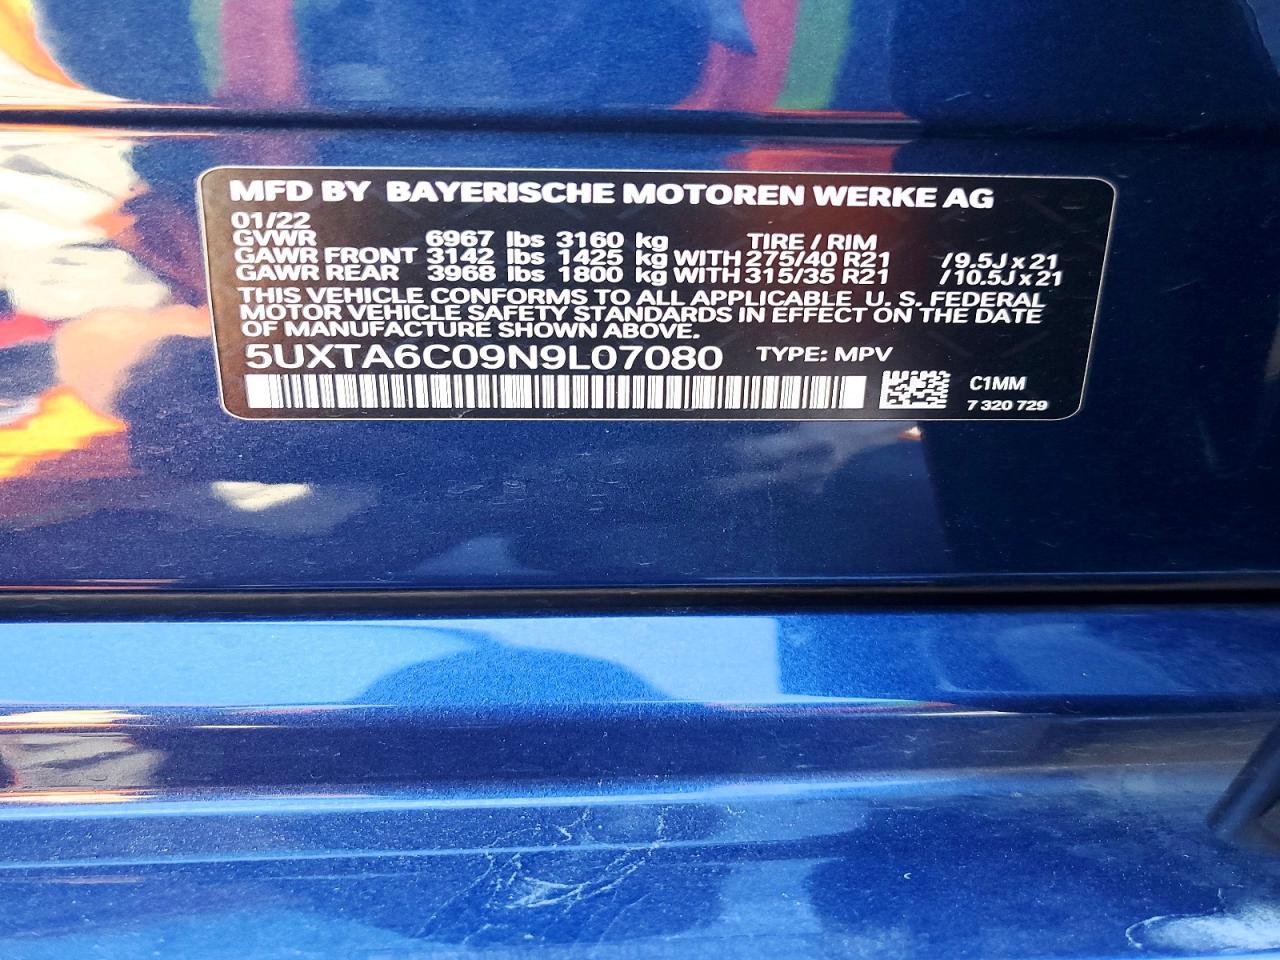 MFD BY BAYERISCHE MOTOREN WERKE AG
01/22
GVWR 6967 lbs 3160 kg TIRE / RIM
GAWR FRONT 3142 lbs 1425 kg WITH 275/40 R21 /9.5J x 21
GAWR REAR 3968 lbs 1800 kg WITH 315/35 R21 /10.5J x 21
THIS VEHICLE CONFORMS TO ALL APPLICABLE U. S. FEDERAL
MOTOR VEHICLE SAFETY STANDARDS IN EFFECT ON THE DATE
OF MANUFACTURE SHOWN ABOVE.
5UXTA6C09N9L07080 TYPE: MPV
C1MM
7 320 729